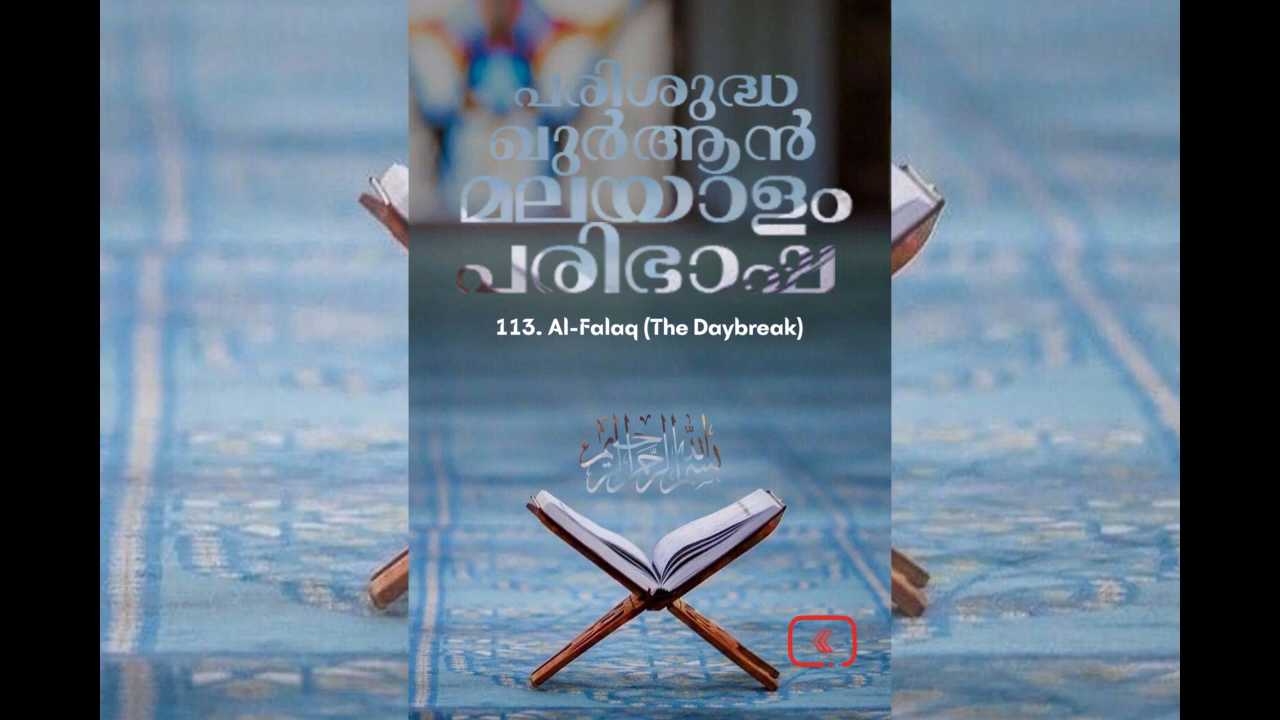 പരിശുദ്ധ
ഖുർആൻ
മലയാളം
പരിഭാഷ
113. Al-Falaq (The Daybreak)
بسم الله الرحمن الرحيم